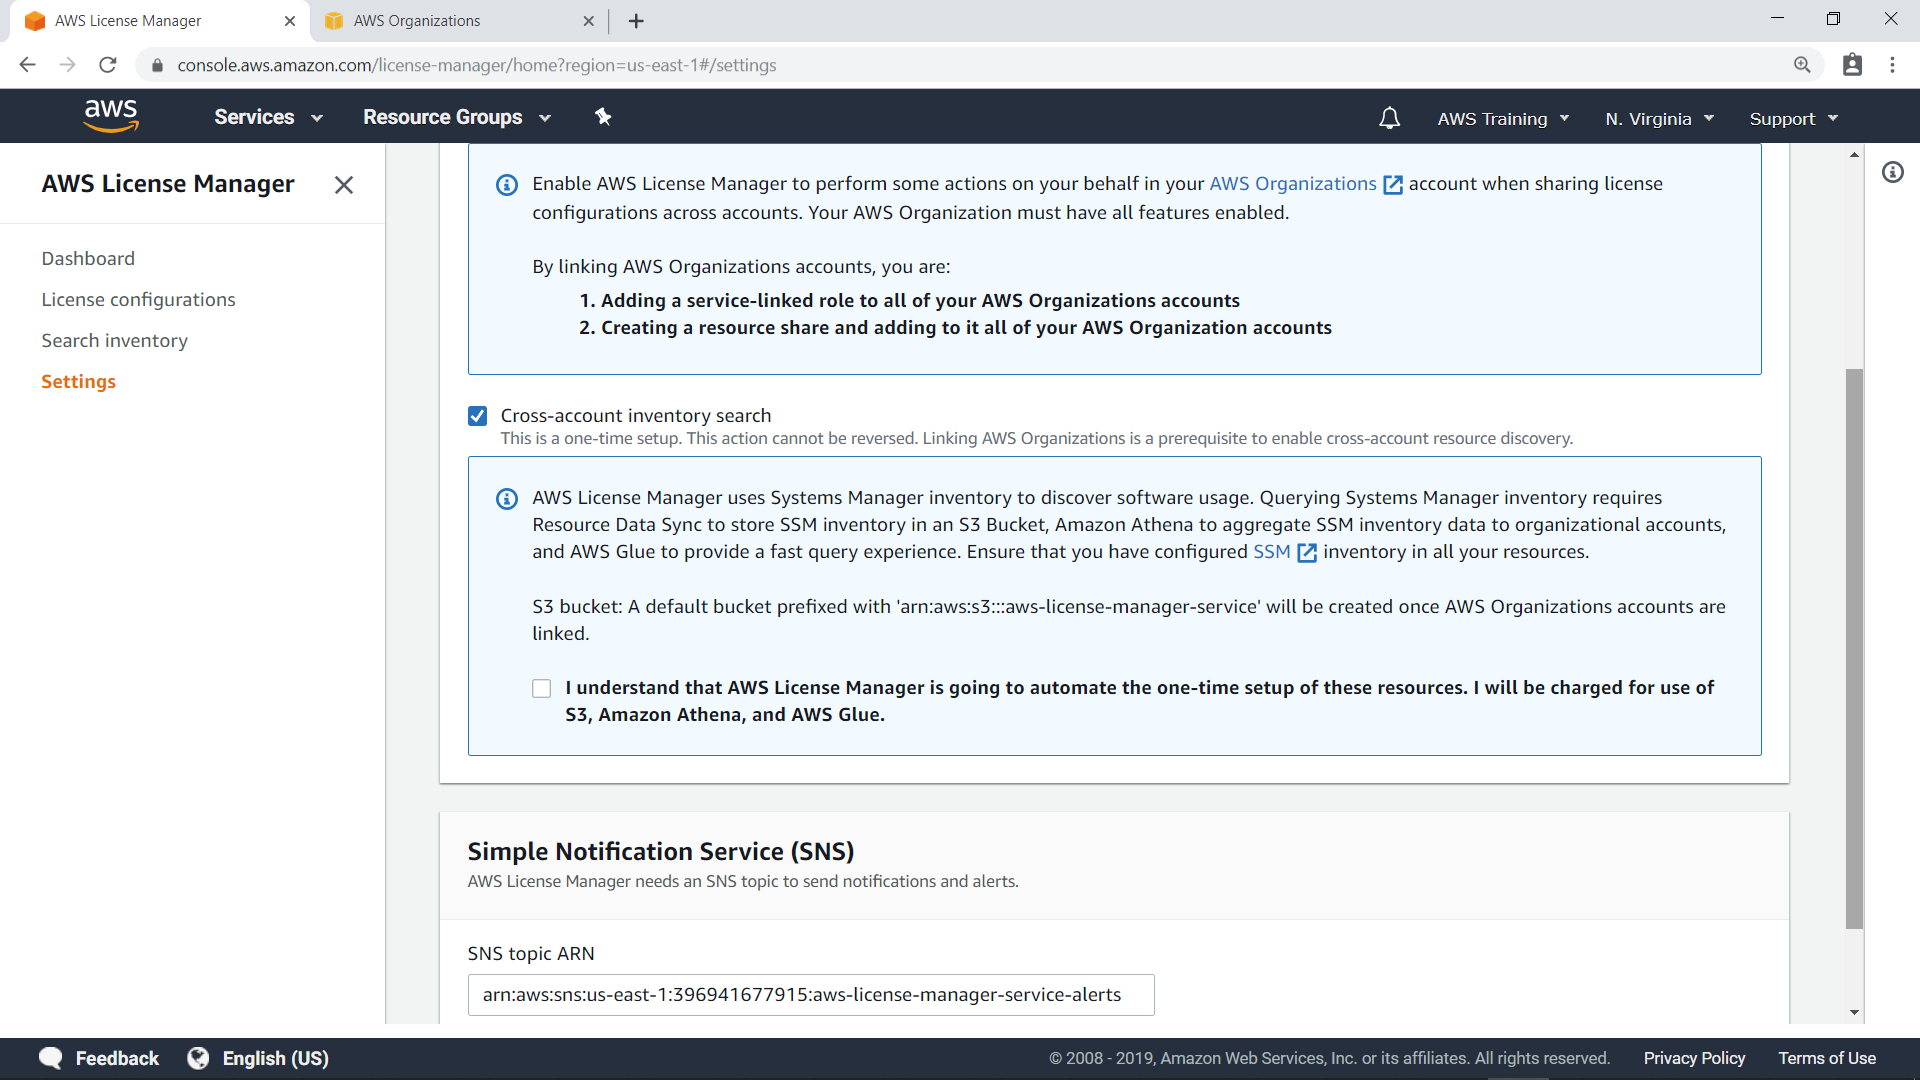 AWS License Manager
AWS Organizations
console.aws.amazon.com/license-manager/home?region=us-east-1#/settings
aws
Services
Resource Groups
AWS Training
N. Virginia
Support
AWS License Manager
Dashboard
License configurations
Search inventory
Settings
Enable AWS License Manager to perform some actions on your behalf in your AWS Organizations account when sharing license
configurations across accounts. Your AWS Organization must have all features enabled.
By linking AWS Organizations accounts, you are:
1. Adding a service-linked role to all of your AWS Organizations accounts
2. Creating a resource share and adding to it all of your AWS Organization accounts
Cross-account inventory search
This is a one-time setup. This action cannot be reversed. Linking AWS Organizations is a prerequisite to enable cross-account resource discovery.
AWS License Manager uses Systems Manager inventory to discover software usage. Querying Systems Manager inventory requires
Resource Data Sync to store SSM inventory in an S3 Bucket, Amazon Athena to aggregate SSM inventory data to organizational accounts,
and AWS Glue to provide a fast query experience. Ensure that you have configured SSM inventory in all your resources.
S3 bucket: A default bucket prefixed with 'arn:aws:s3:::aws-license-manager-service' will be created once AWS Organizations accounts are
linked.
I understand that AWS License Manager is going to automate the one-time setup of these resources. I will be charged for use of
S3, Amazon Athena, and AWS Glue.
Simple Notification Service (SNS)
AWS License Manager needs an SNS topic to send notifications and alerts.
SNS topic ARN
arn:aws:sns:us-east-1:396941677915:aws-license-manager-service-alerts
Feedback
English (US)
© 2008 - 2019, Amazon Web Services, Inc. or its affiliates. All rights reserved.
Privacy Policy
Terms of Use